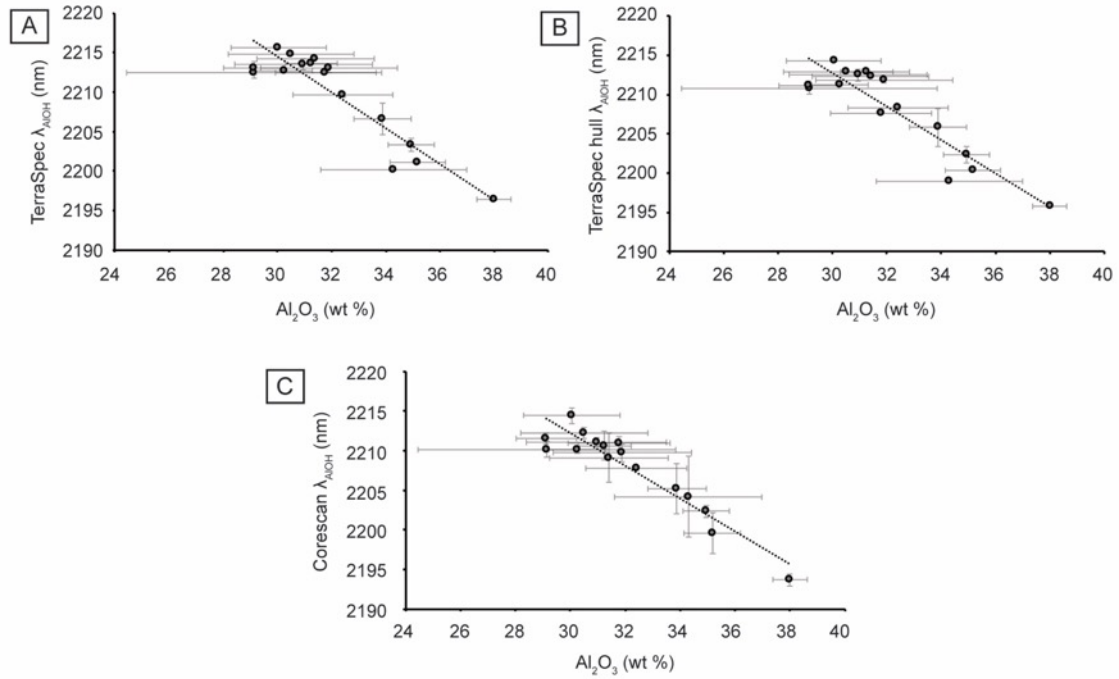 A
TerraSpec λAlOH (nm)
2220
2215
2210
2205
2200
2195
2190
24 26 28 30 32 34 36 38 40
Al2O3 (wt %)
B
TerraSpec hull λAlOH (nm)
2220
2215
2210
2205
2200
2195
2190
24 26 28 30 32 34 36 38 40
Al2O3 (wt %)
C
Corescan λAlOH (nm)
2220
2215
2210
2205
2200
2195
2190
24 26 28 30 32 34 36 38 40
Al2O3 (wt %)